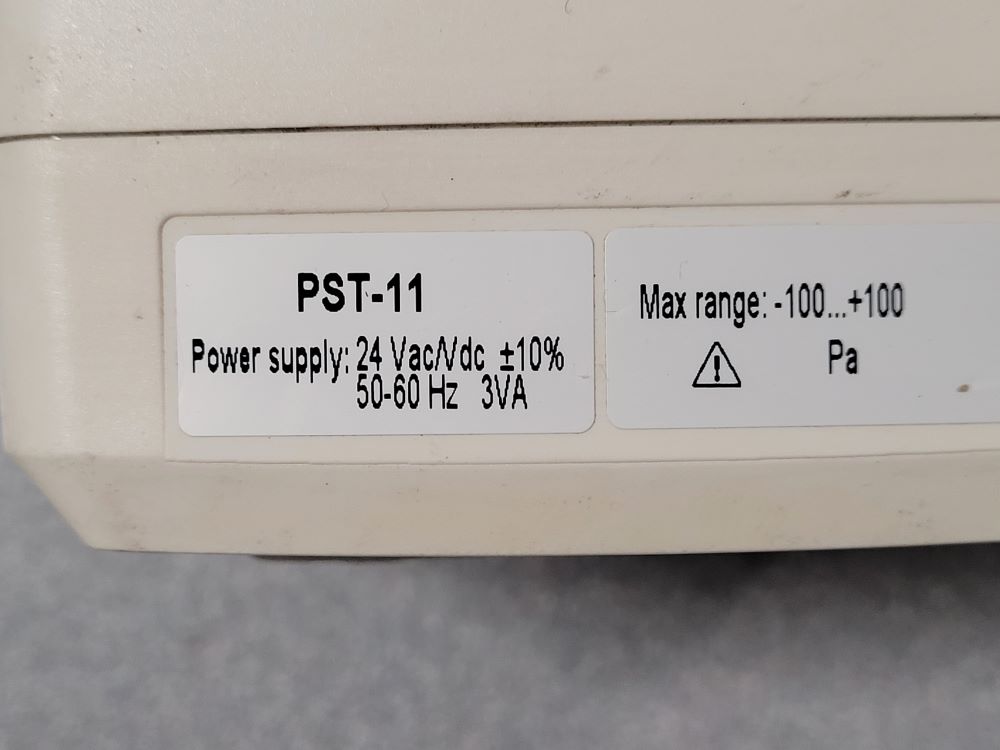 PST-11
Power supply: 24 Vac/Vdc ±10%
50-60 Hz 3VA
Max range: -100...+100
Pa